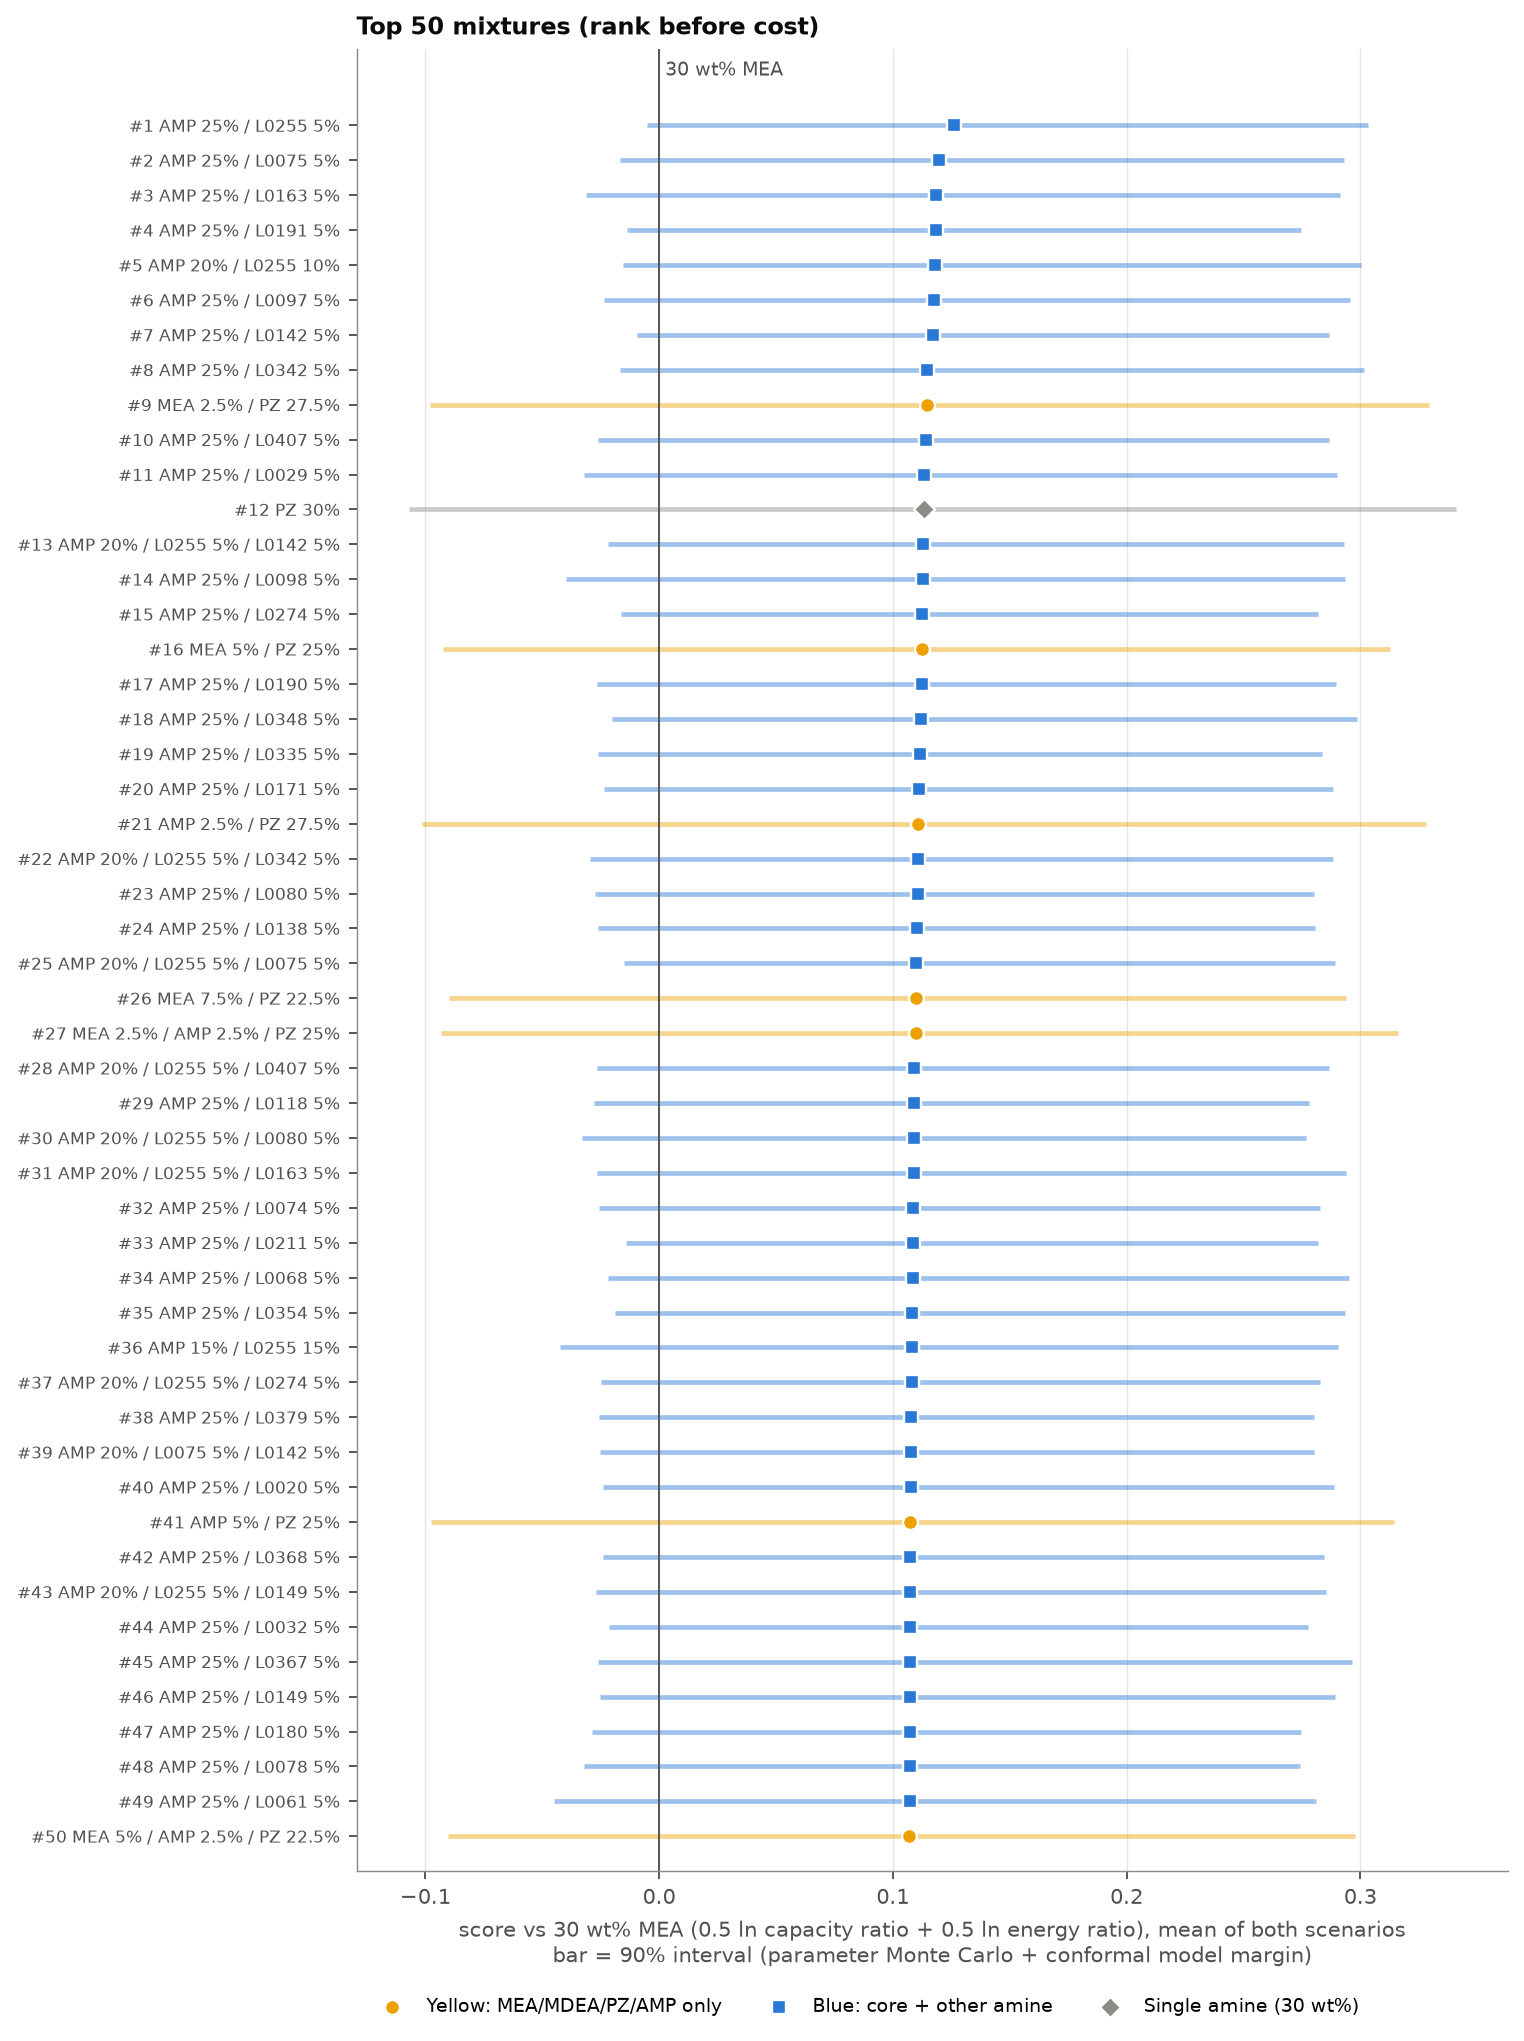 Top 50 mixtures (rank before cost)
30 wt% MEA
#1 AMP 25% / L0255 5%
#2 AMP 25% / L0075 5%
#3 AMP 25% / L0163 5%
#4 AMP 25% / L0191 5%
#5 AMP 20% / L0255 10%
#6 AMP 25% / L0097 5%
#7 AMP 25% / L0142 5%
#8 AMP 25% / L0342 5%
#9 MEA 2.5% / PZ 27.5%
#10 AMP 25% / L0407 5%
#11 AMP 25% / L0029 5%
#12 PZ 30%
#13 AMP 20% / L0255 5% / L0142 5%
#14 AMP 25% / L0098 5%
#15 AMP 25% / L0274 5%
#16 MEA 5% / PZ 25%
#17 AMP 25% / L0190 5%
#18 AMP 25% / L0348 5%
#19 AMP 25% / L0335 5%
#20 AMP 25% / L0171 5%
#21 AMP 2.5% / PZ 27.5%
#22 AMP 20% / L0255 5% / L0342 5%
#23 AMP 25% / L0080 5%
#24 AMP 25% / L0138 5%
#25 AMP 20% / L0255 5% / L0075 5%
#26 MEA 7.5% / PZ 22.5%
#27 MEA 2.5% / AMP 2.5% / PZ 25%
#28 AMP 20% / L0255 5% / L0407 5%
#29 AMP 25% / L0118 5%
#30 AMP 20% / L0255 5% / L0080 5%
#31 AMP 20% / L0255 5% / L0163 5%
#32 AMP 25% / L0074 5%
#33 AMP 25% / L0211 5%
#34 AMP 25% / L0068 5%
#35 AMP 25% / L0354 5%
#36 AMP 15% / L0255 15%
#37 AMP 20% / L0255 5% / L0274 5%
#38 AMP 25% / L0379 5%
#39 AMP 20% / L0075 5% / L0142 5%
#40 AMP 25% / L0020 5%
#41 AMP 5% / PZ 25%
#42 AMP 25% / L0368 5%
#43 AMP 20% / L0255 5% / L0149 5%
#44 AMP 25% / L0032 5%
#45 AMP 25% / L0367 5%
#46 AMP 25% / L0149 5%
#47 AMP 25% / L0180 5%
#48 AMP 25% / L0078 5%
#49 AMP 25% / L0061 5%
#50 MEA 5% / AMP 2.5% / PZ 22.5%
−0.1 0.0 0.1 0.2 0.3
score vs 30 wt% MEA (0.5 ln capacity ratio + 0.5 ln energy ratio), mean of both scenarios
bar = 90% interval (parameter Monte Carlo + conformal model margin)
Yellow: MEA/MDEA/PZ/AMP only Blue: core + other amine Single amine (30 wt%)